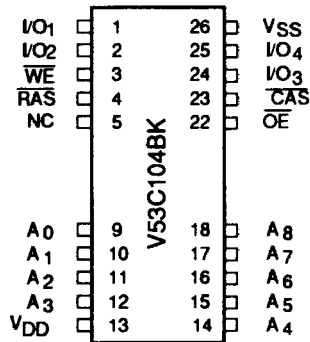 I/O1 1 26 VSS
I/O2 2 25 I/O4
WE 3 24 I/O3
RAS 4 23 CAS
NC 5 22 OE
V53C104BK
A0 9 18 A8
A1 10 17 A7
A2 11 16 A6
A3 12 15 A5
VDD 13 14 A4